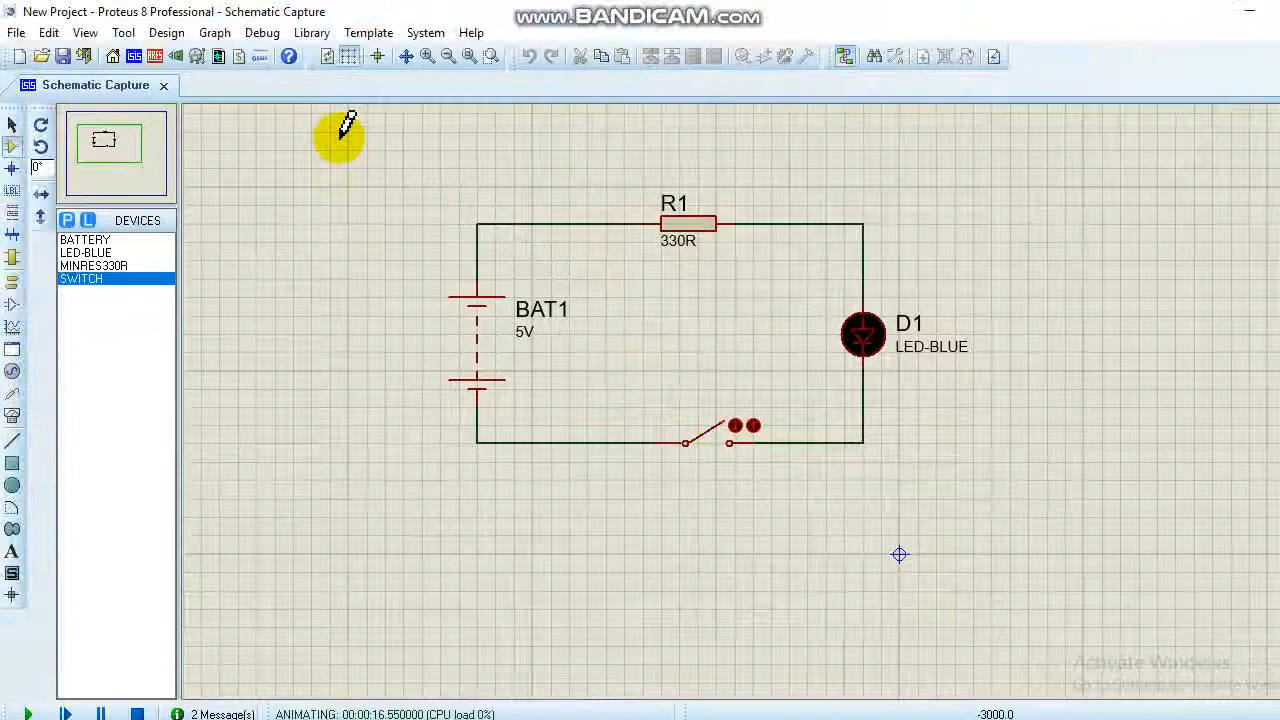 New Project - Proteus 8 Professional - Schematic Capture
www.BANDICAM.com
File Edit View Tool Design Graph Debug Library Template System Help
Schematic Capture
0°
P L DEVICES
BATTERY
LED-BLUE
MINRES330R
SWITCH
R1
330R
BAT1
5V
D1
LED-BLUE
Activate Windows
2 Message(s)
ANIMATING: 00:00:16.550000 (CPU load 0%)
-3000.0